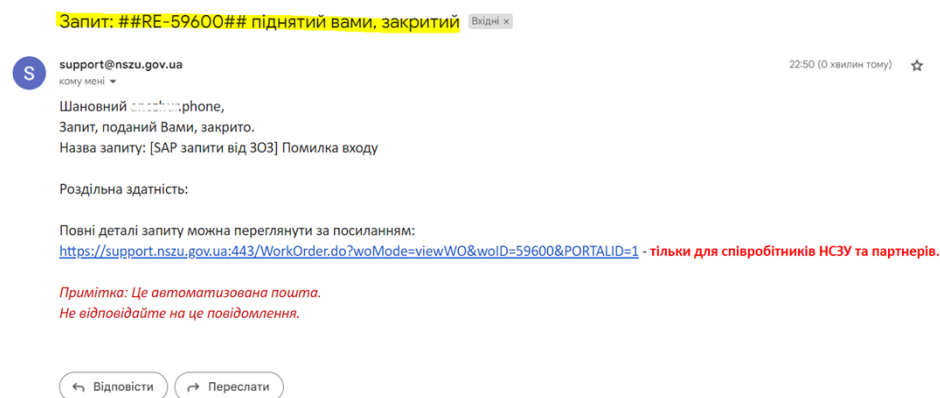 Запит: ##RE-59600## піднятий вами, закритий Вхідні ×
S
support@nszu.gov.ua 22:50 (0 хвилин тому)
кому мені
Шановний phone,
Запит, поданий Вами, закрито.
Назва запиту: [SAP запити від ЗОЗ] Помилка входу
Роздільна здатність:
Повні деталі запиту можна переглянути за посиланням:
https://support.nszu.gov.ua:443/WorkOrder.do?woMode=viewWO&woID=59600&PORTALID=1 - тільки для співробітників НСЗУ та партнерів.
Примітка: Це автоматизована пошта.
Не відповідайте на це повідомлення.
Відповісти Переслати